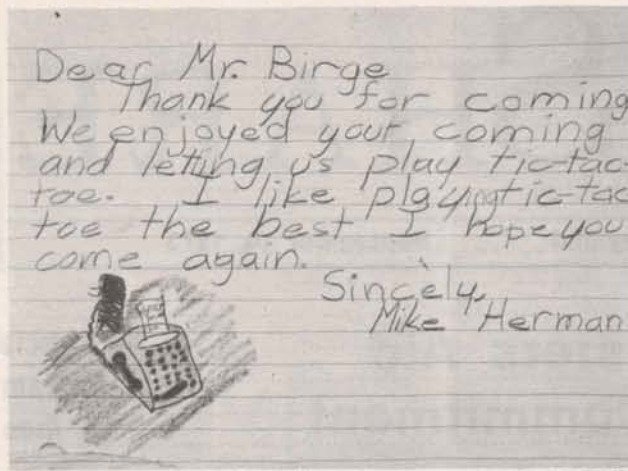 Dear Mr. Birge
Thank you for coming
We enjoyed your coming
and letting us play tic-tac-
toe. I like playing tic-tac
toe the best I hope you
come again.
Sincely,
Mike Herman